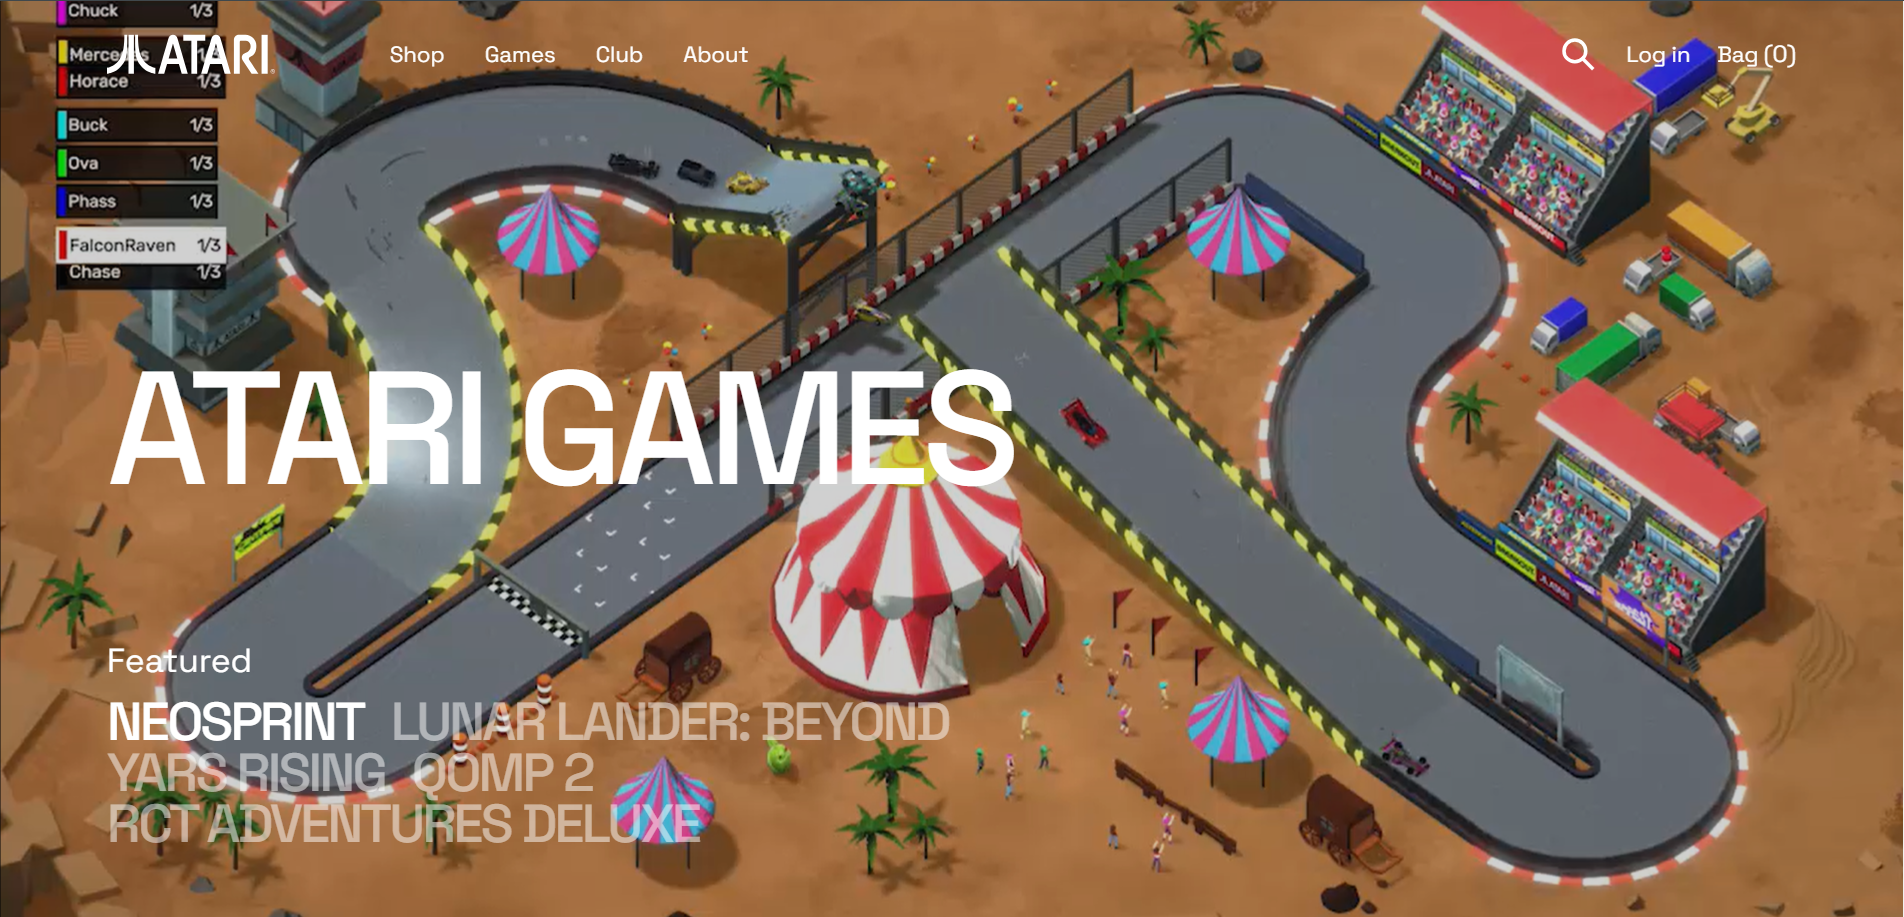 Chuck 1/3
Mercedes
Horace 1/3
Buck 1/3
Ova 1/3
Phass 1/3
FalconRaven 1/3
Chase 1/3
ATARI
Shop Games Club About
Log in Bag (0)
ATARI GAMES
Featured
NEOSPRINT LUNAR LANDER: BEYOND
YARS RISING QOMP 2
RCT ADVENTURES DELUXE